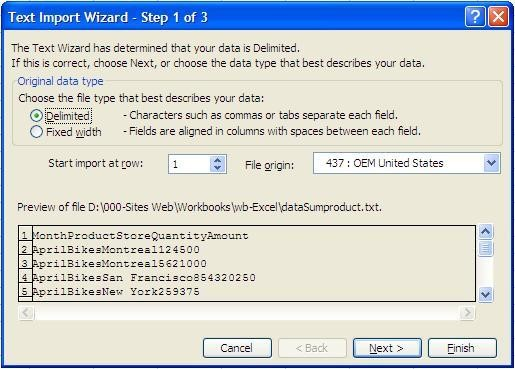 Text Import Wizard - Step 1 of 3
The Text Wizard has determined that your data is Delimited.
If this is correct, choose Next, or choose the data type that best describes your data.
Original data type
Choose the file type that best describes your data:
Delimited - Characters such as commas or tabs separate each field.
Fixed width - Fields are aligned in columns with spaces between each field.
Start import at row: 1 File origin: 437 : OEM United States
Preview of file D:\000-Sites Web\Workbooks\wb-Excel\dataSumproduct.txt.
1 MonthProductStoreQuantityAmount
2 AprilBikesMontreal124500
3 AprilBikesMontreal5621000
4 AprilBikesSan Francisco854320250
5 AprilBikesNew York259375
Cancel < Back Next > Finish